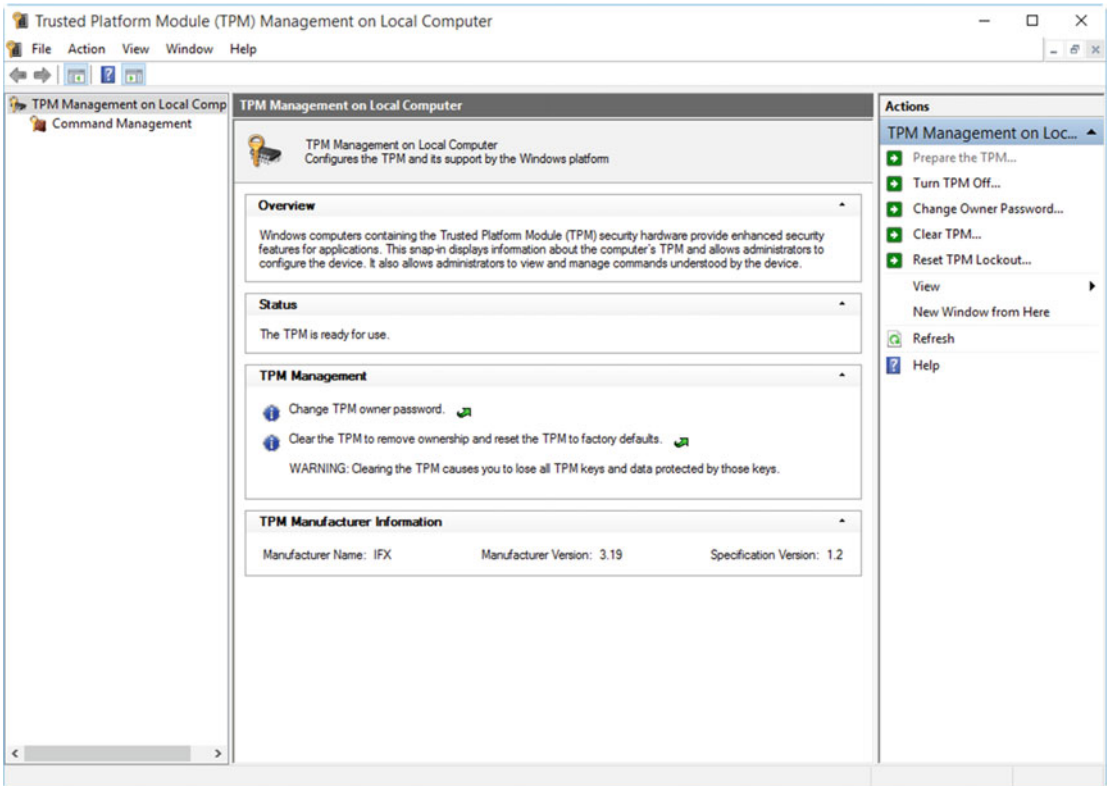 Trusted Platform Module (TPM) Management on Local Computer
File Action View Window Help
TPM Management on Local Comp
Command Management
TPM Management on Local Computer
TPM Management on Local Computer
Configures the TPM and its support by the Windows platform
Overview
Windows computers containing the Trusted Platform Module (TPM) security hardware provide enhanced security
features for applications. This snap-in displays information about the computer's TPM and allows administrators to
configure the device. It also allows administrators to view and manage commands understood by the device.
Status
The TPM is ready for use.
TPM Management
Change TPM owner password.
Clear the TPM to remove ownership and reset the TPM to factory defaults.
WARNING: Clearing the TPM causes you to lose all TPM keys and data protected by those keys.
TPM Manufacturer Information
Manufacturer Name: IFX Manufacturer Version: 3.19 Specification Version: 1.2
Actions
TPM Management on Loc...
Prepare the TPM...
Turn TPM Off...
Change Owner Password...
Clear TPM...
Reset TPM Lockout...
View
New Window from Here
Refresh
Help